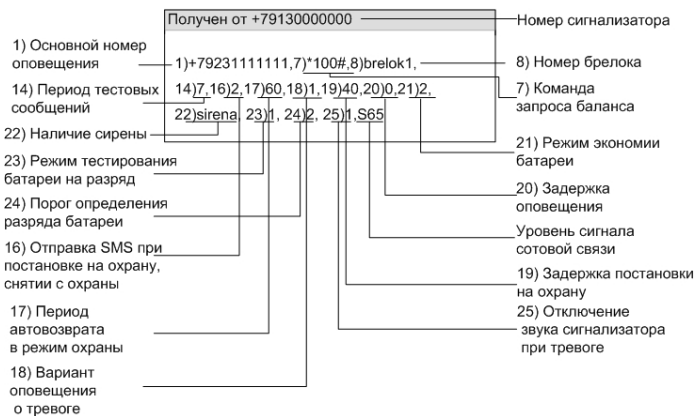 Получен от +79130000000
Номер сигнализатора
1) Основной номер
оповещения
1)+79231111111,7)*100#,8)brelok1,
8) Номер брелока
14) Период тестовых
сообщений
14)7,16)2,17)60,18)1,19)40,20)0,21)2,
7) Команда
запроса баланса
22)sirena, 23)1, 24)2, 25)1,S65
22) Наличие сирены
21) Режим экономии
батареи
23) Режим тестирования
батареи на разряд
20) Задержка
оповещения
24) Порог определения
разряда батареи
Уровень сигнала
сотовой связи
16) Отправка SMS при
постановке на охрану,
снятии с охраны
19) Задержка постановки
на охрану
17) Период
автовозврата
в режим охраны
25) Отключение
звука сигнализатора
при тревоге
18) Вариант
оповещения
о тревоге